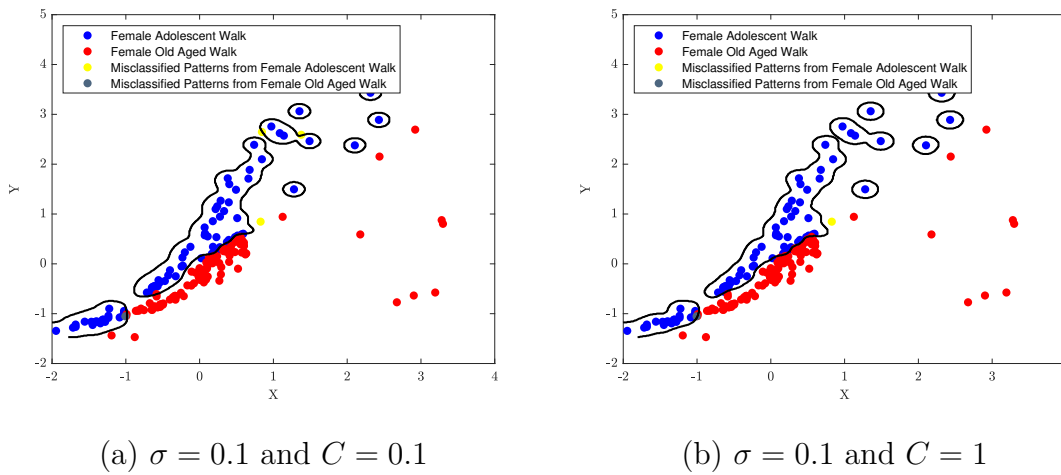 5
4
3
2
1
0
-1
-2
Y
Female Adolescent Walk
Female Old Aged Walk
Misclassified Patterns from Female Adolescent Walk
Misclassified Patterns from Female Old Aged Walk
-2 -1 0 1 2 3 4
X
(a) σ = 0.1 and C = 0.1
5
4
3
2
1
0
-1
-2
Y
Female Adolescent Walk
Female Old Aged Walk
Misclassified Patterns from Female Adolescent Walk
Misclassified Patterns from Female Old Aged Walk
-2 -1 0 1 2 3
X
(b) σ = 0.1 and C = 1